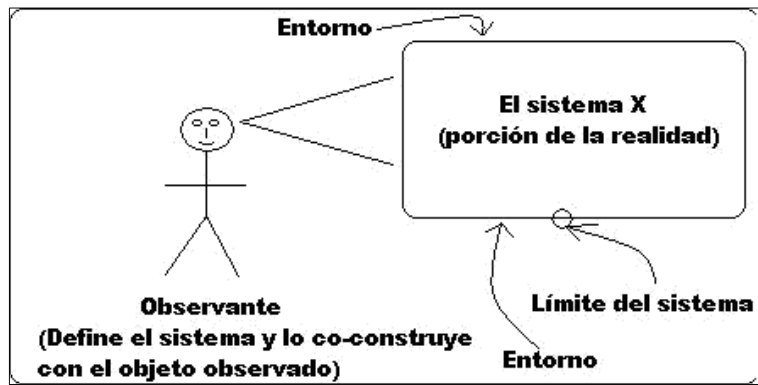 Entorno
El sistema X
(porción de la realidad)
Observante
(Define el sistema y lo co-construye
con el objeto observado)
Límite del sistema
Entorno